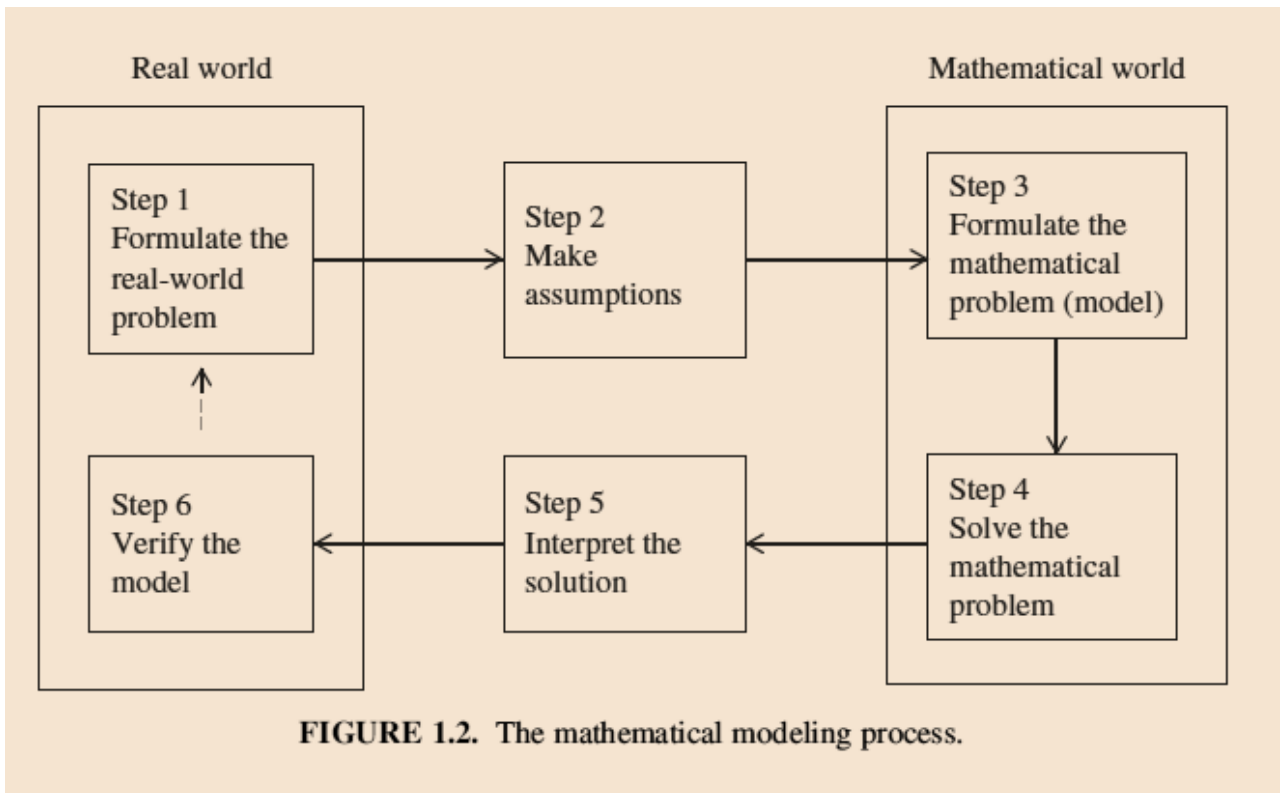 Real world
Mathematical world
Step 1
Formulate the
real-world
problem
Step 2
Make
assumptions
Step 3
Formulate the
mathematical
problem (model)
Step 6
Verify the
model
Step 5
Interpret the
solution
Step 4
Solve the
mathematical
problem
FIGURE 1.2. The mathematical modeling process.